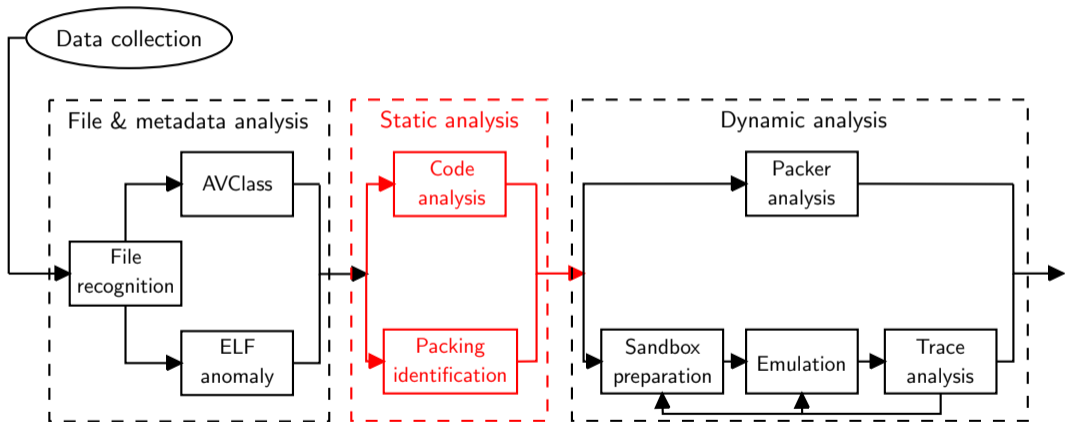 Data collection
File & metadata analysis
AVClass
File
recognition
ELF
anomaly
Static analysis
Code
analysis
Packing
identification
Dynamic analysis
Packer
analysis
Sandbox
preparation
Emulation
Trace
analysis